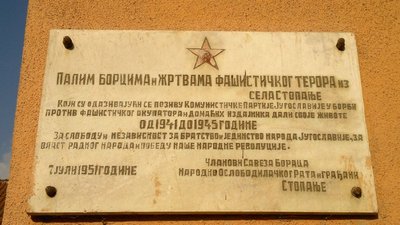 ПАЛИМ БОРЦИМА И ЖРТВАМА ФАШИСТИЧКОГ ТЕРОРА ИЗ
СЕЛА СТОПАЊЕ
КОЈИ СУ ОДАЗИВАЈУЋИ СЕ ПОЗИВУ КОМУНИСТИЧКЕ ПАРТИЈЕ ЈУГОСЛАВИЈЕ У БОРБИ
ПРОТИВ ФАШИСТИЧКОГ ОКУПАТОРА И ДОМАЋИХ ИЗДАЈНИКА ДАЛИ СВОЈЕ ЖИВОТЕ
ОД 1941 ДО 1945 ГОДИНЕ
ЗА СЛОБОДУ И НЕЗАВИСНОСТ ЗА БРАТСТВО И ЈЕДИНСТВО НАРОДА ЈУГОСЛАВИЈЕ, ЗА
СРЕЋУ РАДНОГ НАРОДА И ПОБЕДУ НАШЕ НАРОДНЕ РЕВОЛУЦИЈЕ.
7 ЈУЛИ 1951 ГОДИНЕ
ЧЛАНОВИ САВЕЗА БОРАЦА
НАРОДНО ОСЛОБОДИЛАЧКОГ РАТА И ГРАЂАНИ
СТОПАЊЕ